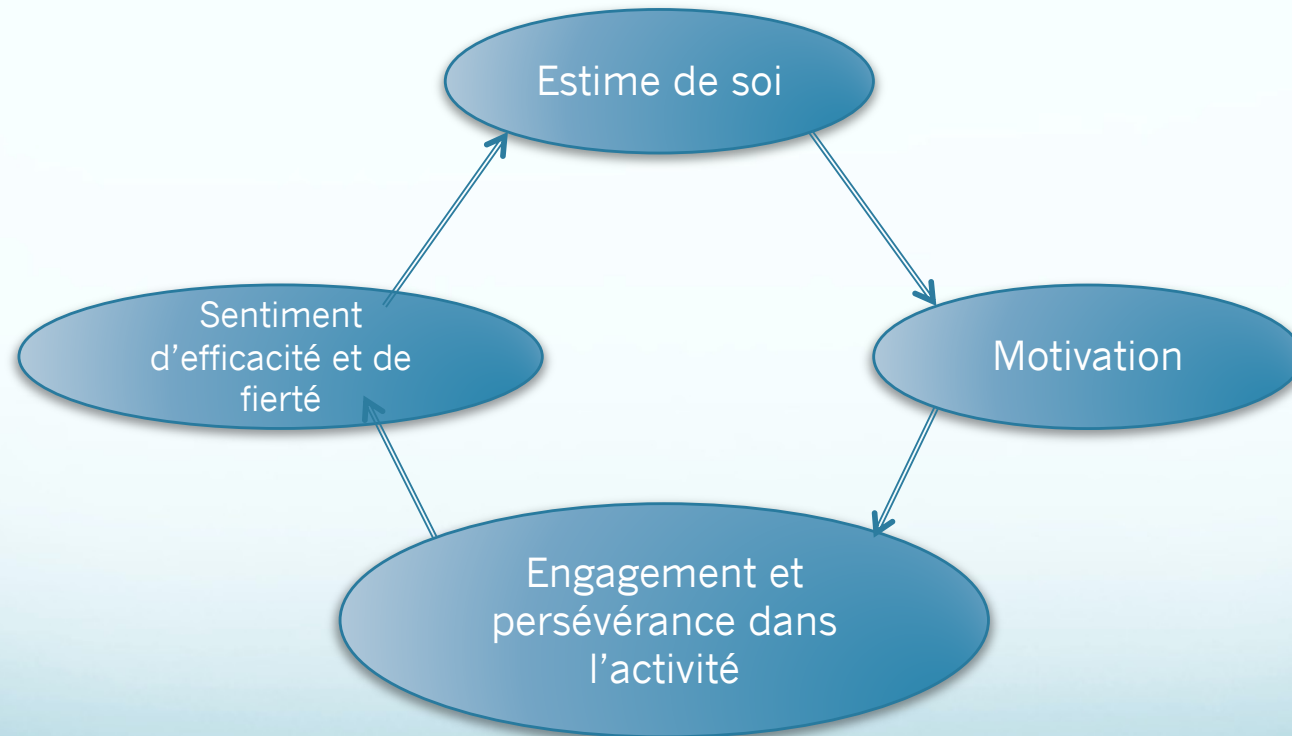 Estime de soi
Sentiment
d’efficacité et de
fierté
Motivation
Engagement et
persévérance dans
l’activité